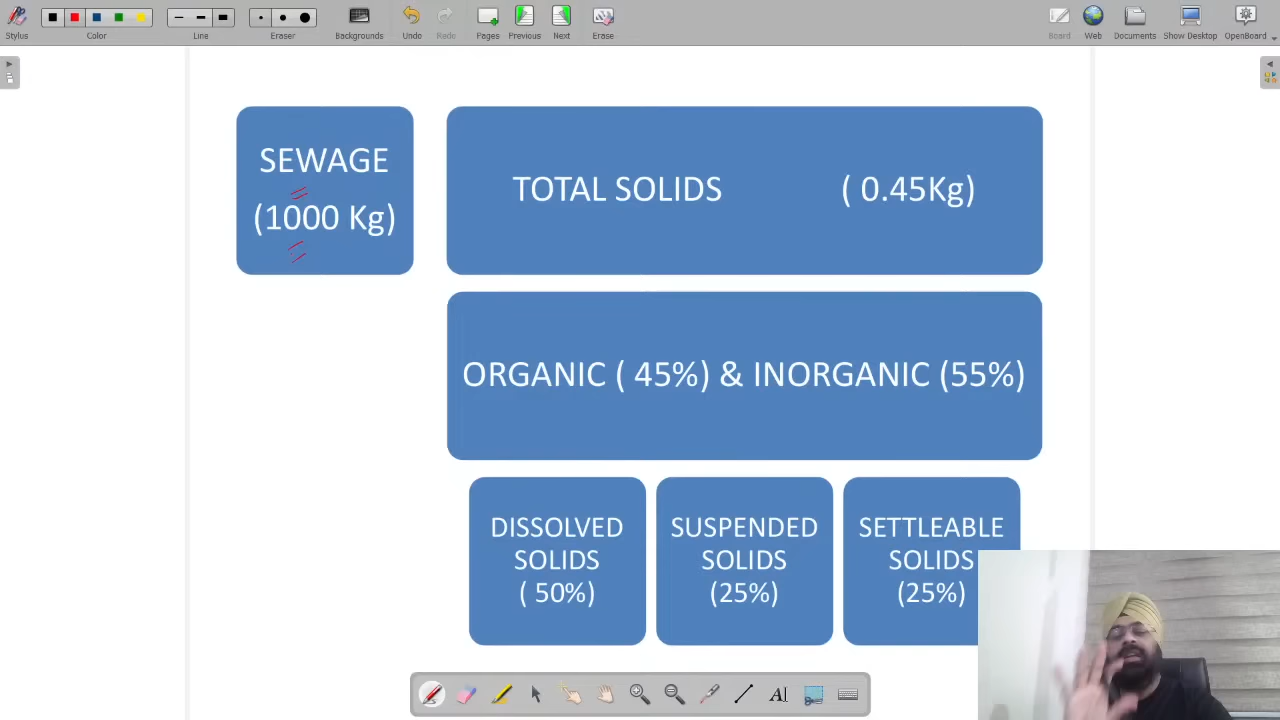 Stylus
Color
Line
Eraser
Backgrounds
Undo
Redo
Pages
Previous
Next
Erase
Board
Web
Documents
Show Desktop
OpenBoard
SEWAGE
(1000 Kg)
TOTAL SOLIDS ( 0.45Kg)
ORGANIC ( 45%) & INORGANIC (55%)
DISSOLVED
SOLIDS
( 50%)
SUSPENDED
SOLIDS
(25%)
SETTLEABLE
SOLIDS
(25%)
AI